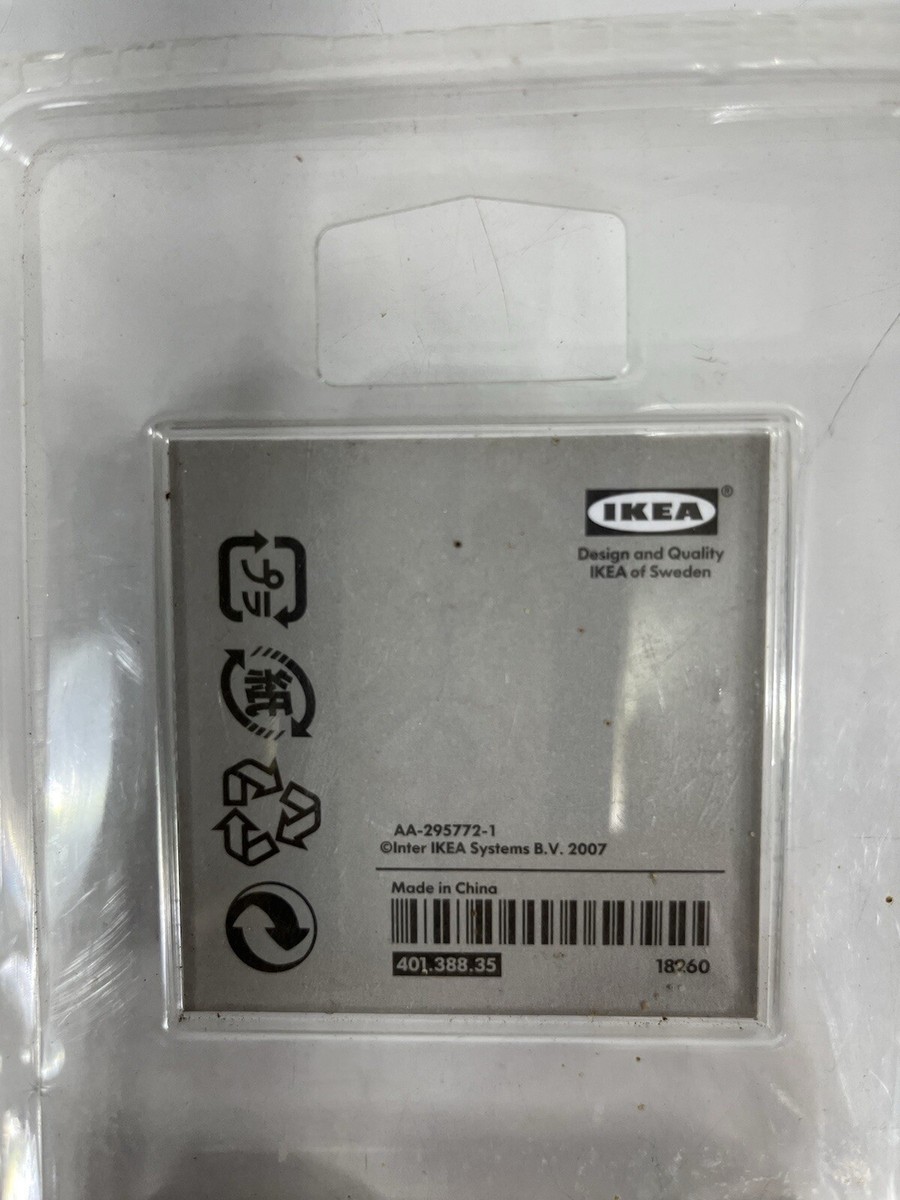 IKEA®
Design and Quality
IKEA of Sweden
プラ
紙
AA-295772-1
©Inter IKEA Systems B.V. 2007
Made in China
401.388.35
18260